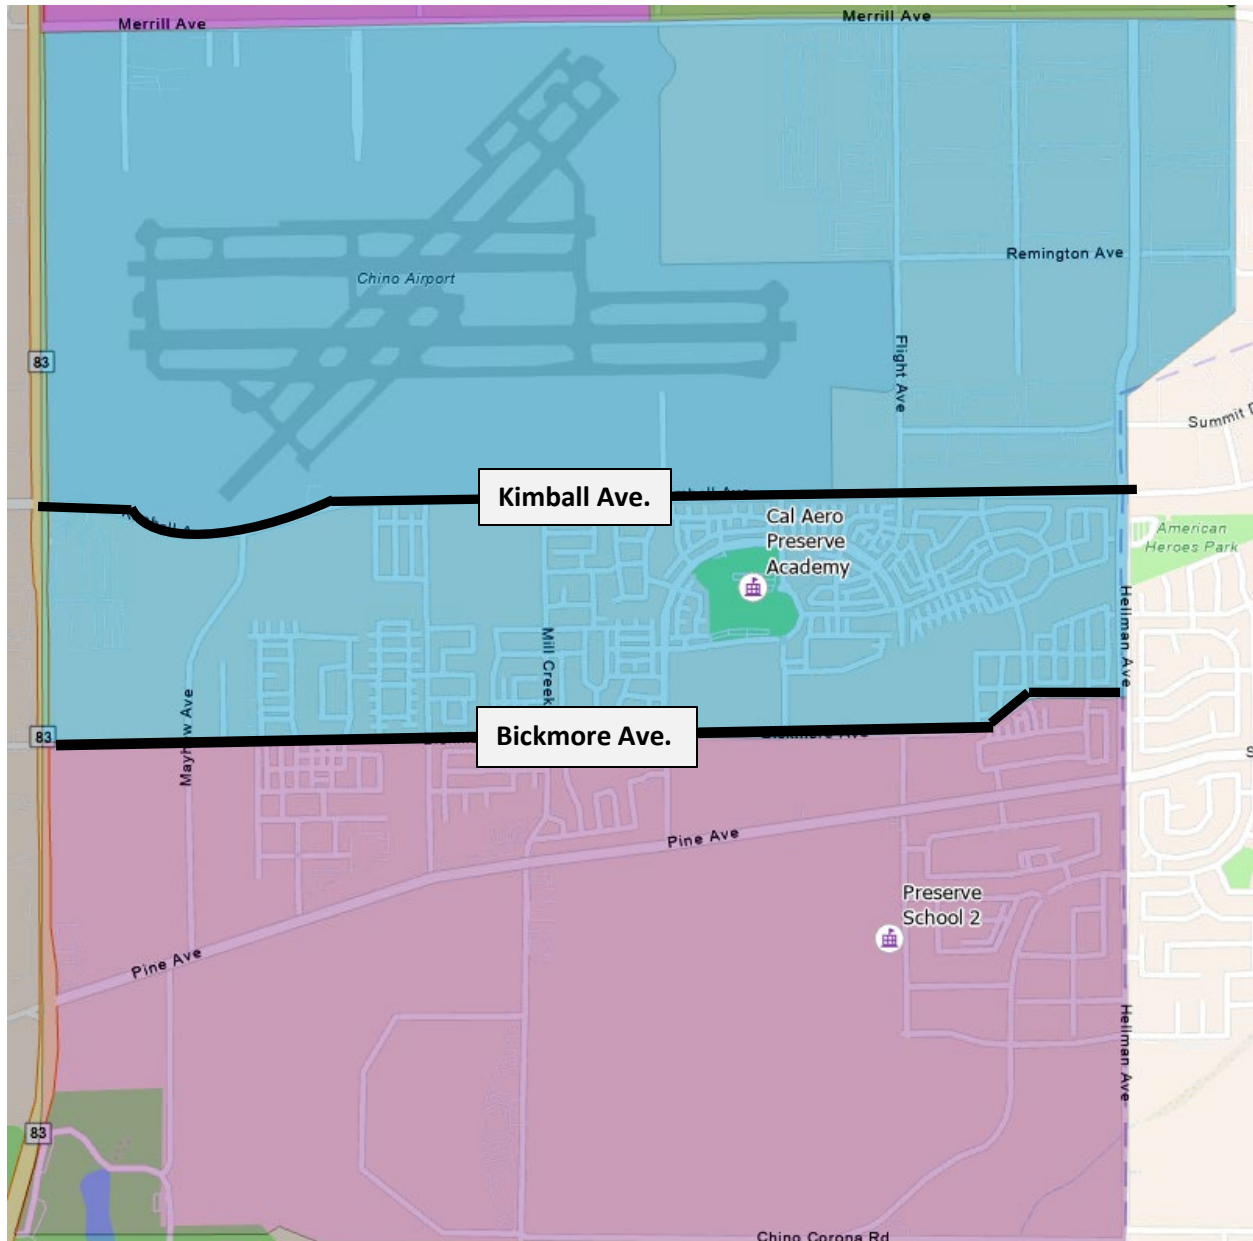 Merrill Ave
Merrill Ave
Remington Ave
Chino Airport
83
Flight Ave
Summit
Kimball Ave.
Cal Aero
Preserve
Academy
American
Heroes Park
Hellman Ave
Mill Creek
Mayhew Ave
83
Bickmore Ave.
Pine Ave
Preserve
School 2
Pine Ave
Hellman Ave
83
Chino Corona Rd